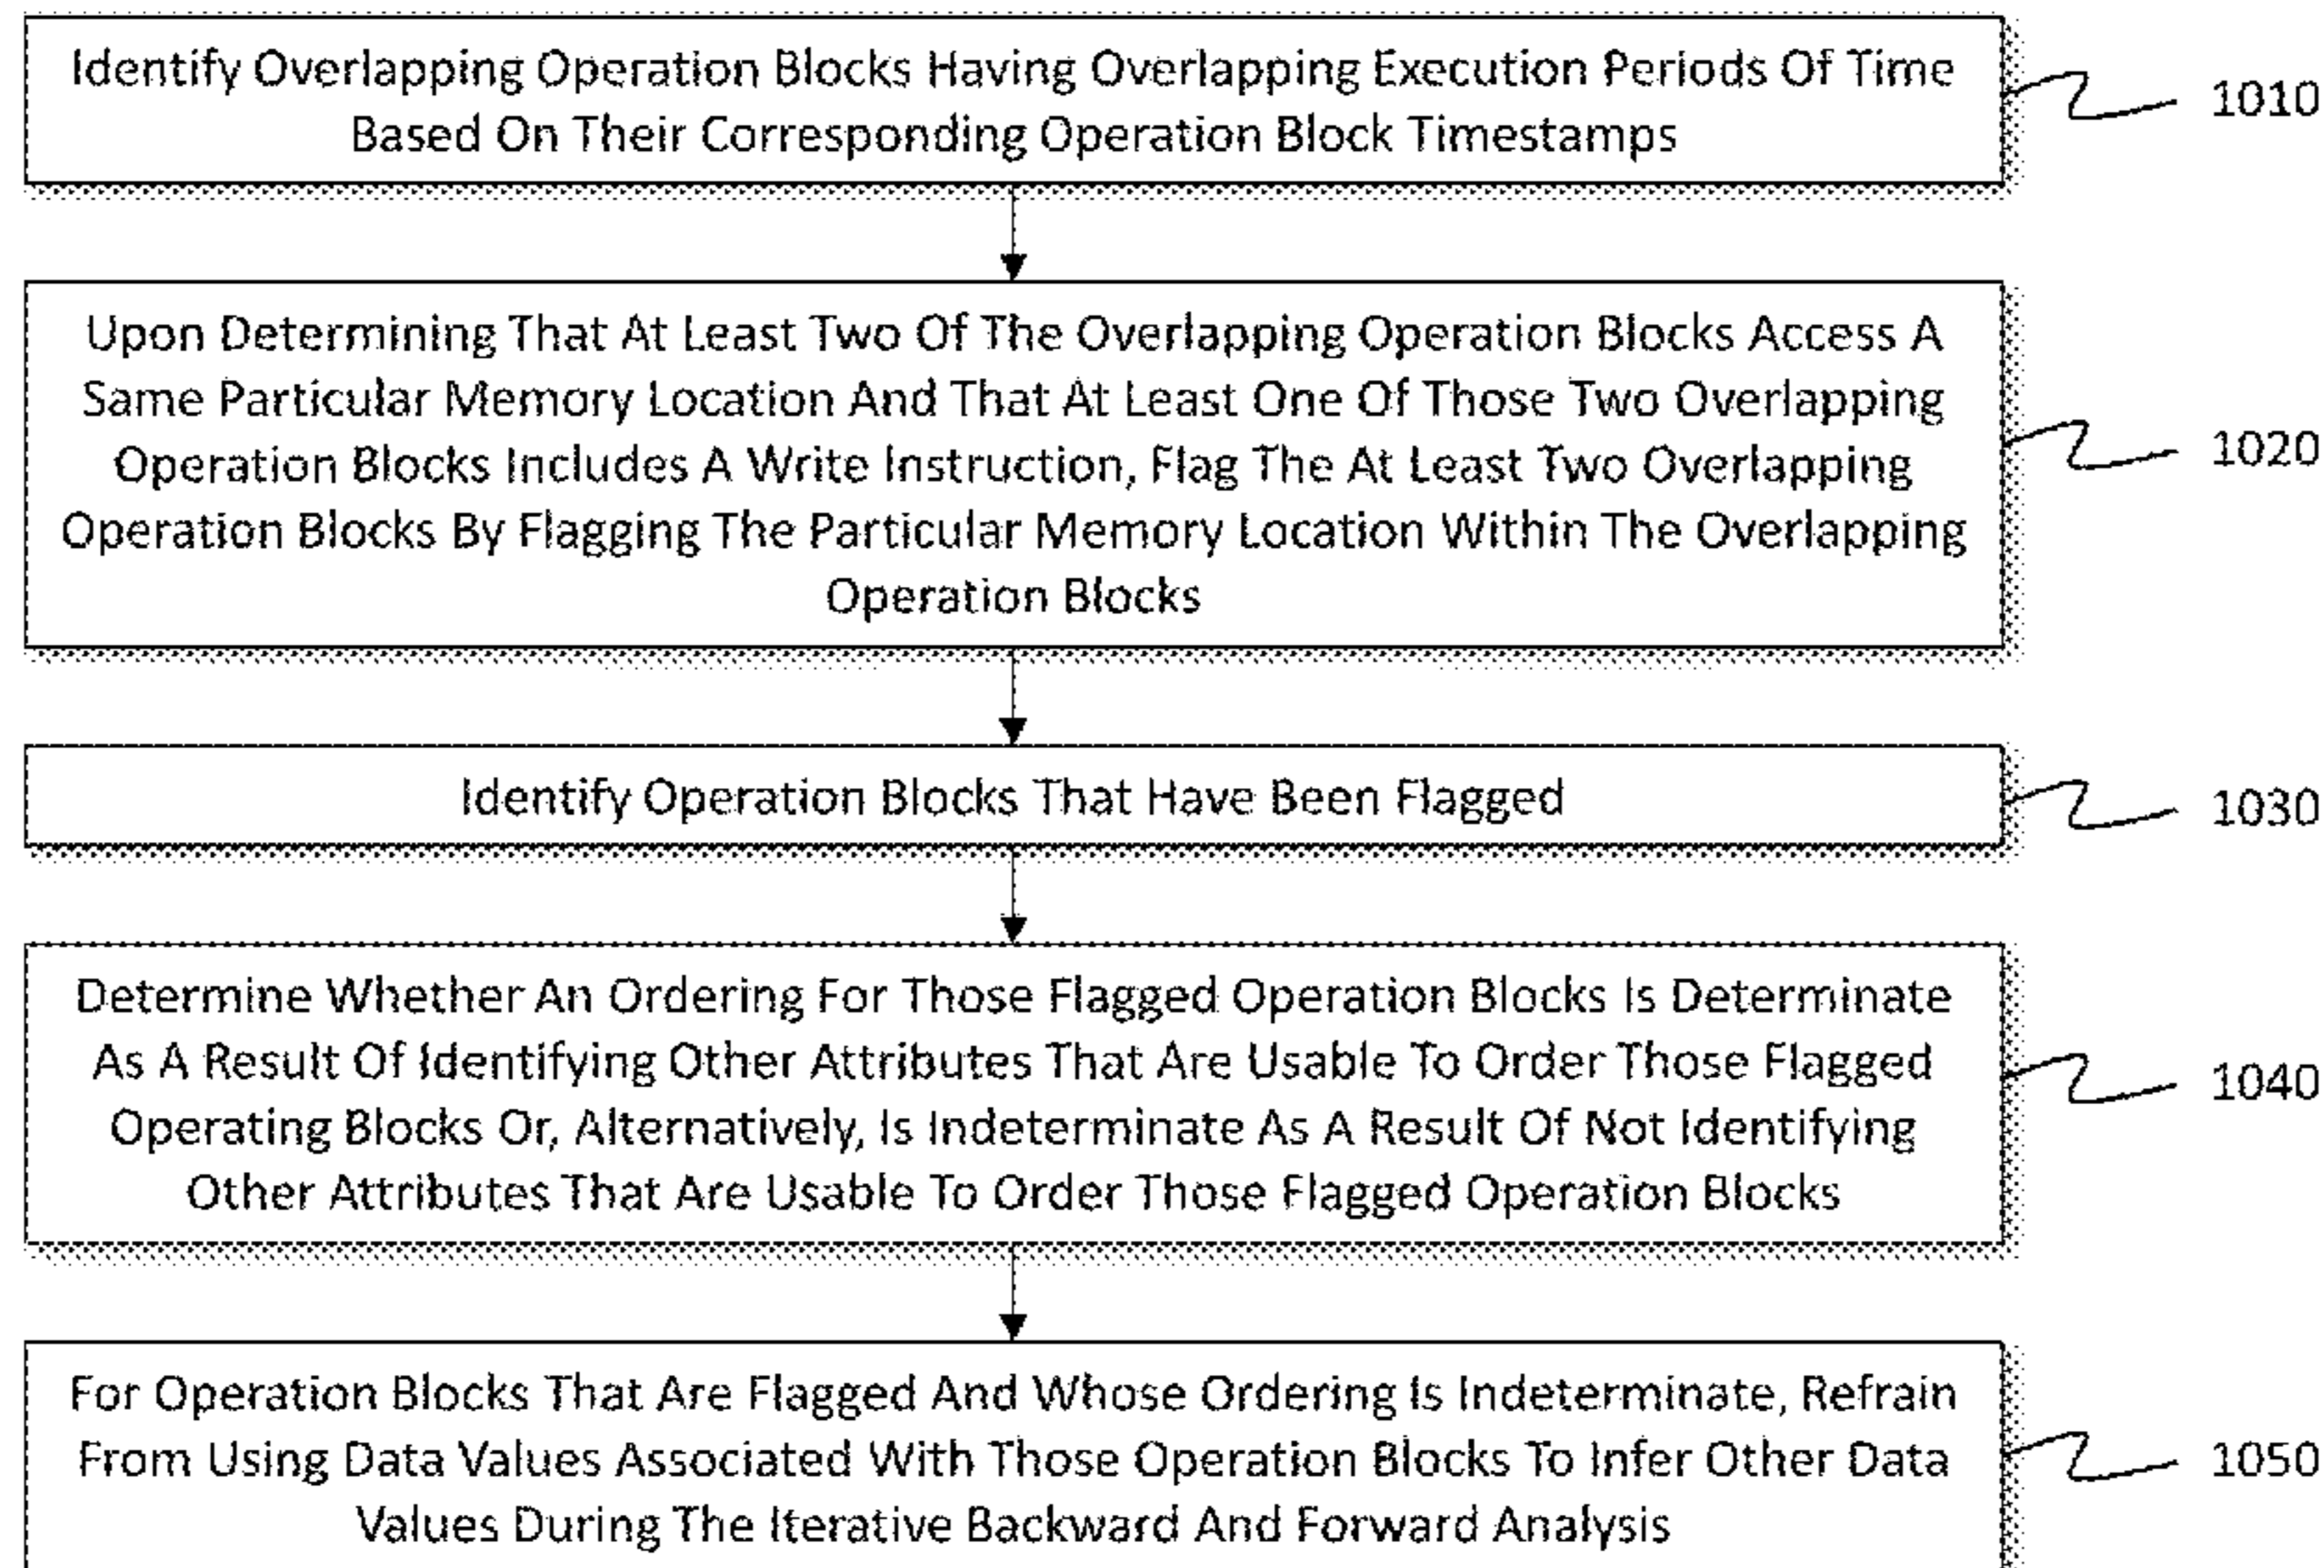 Identify Overlapping Operation Blocks Having Overlapping Execution Periods Of Time
Based On Their Corresponding Operation Block Timestamps
1010
Upon Determining That At Least Two Of The Overlapping Operation Blocks Access A
Same Particular Memory Location And That At Least One Of Those Two Overlapping
Operation Blocks Includes A Write Instruction, Flag The At Least Two Overlapping
Operation Blocks By Flagging The Particular Memory Location Within The Overlapping
Operation Blocks
1020
Identify Operation Blocks That Have Been Flagged
1030
Determine Whether An Ordering For Those Flagged Operation Blocks Is Determinate
As A Result Of Identifying Other Attributes That Are Usable To Order Those Flagged
Operating Blocks Or, Alternatively, Is Indeterminate As A Result Of Not Identifying
Other Attributes That Are Usable To Order Those Flagged Operation Blocks
1040
For Operation Blocks That Are Flagged And Whose Ordering Is Indeterminate, Refrain
From Using Data Values Associated With Those Operation Blocks To Infer Other Data
Values During The Iterative Backward And Forward Analysis
1050